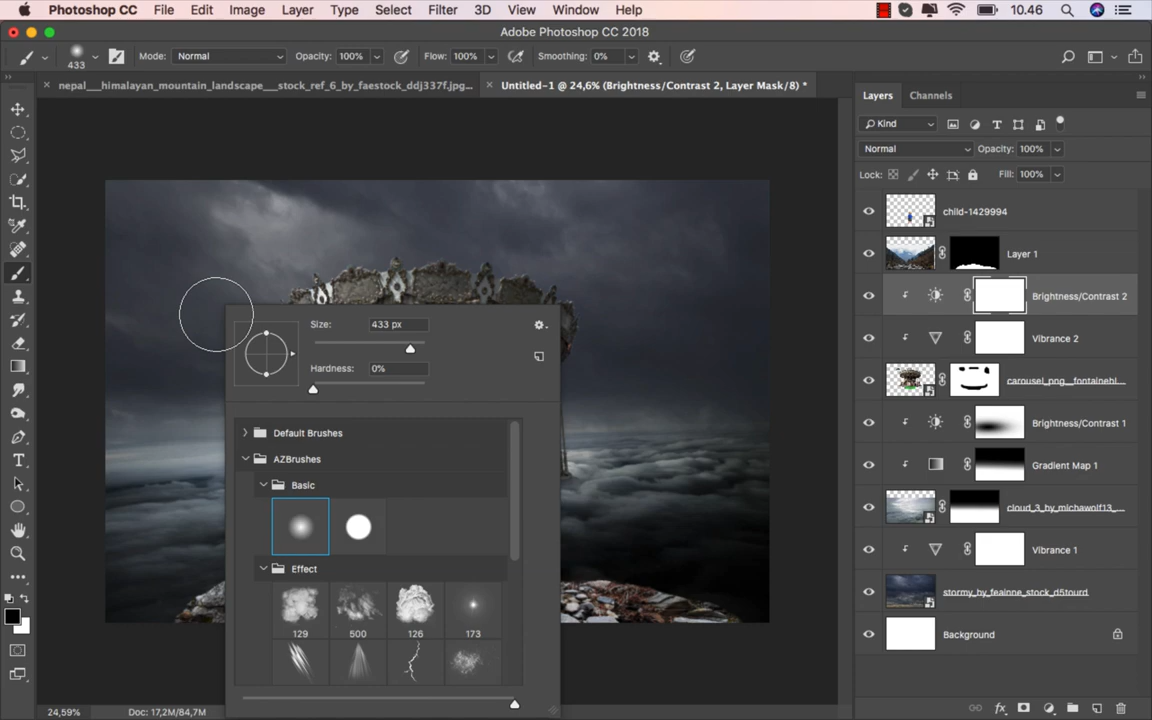 Photoshop CC File Edit Image Layer Type Select Filter 3D View Window Help 10.46
Adobe Photoshop CC 2018
433 Mode: Normal Opacity: 100% Flow: 100% Smoothing: 0%
nepal___himalayan_mountain_landscape___stock_ref_6_by_faestock_ddj337f.jpg... Untitled-1 @ 24,6% (Brightness/Contrast 2, Layer Mask/8) *
Layers Channels
Kind
Normal Opacity: 100%
Lock: Fill: 100%
child-1429994
Layer 1
Brightness/Contrast 2
Vibrance 2
carousel_png__fontainebl...
Brightness/Contrast 1
Gradient Map 1
cloud_3_by_michawolf13_...
Vibrance 1
stormy_by_feainne_stock_d5tourd
Background
Size: 433 px
Hardness: 0%
Default Brushes
AZBrushes
Basic
Effect
129 500 126 173
24,59% Doc: 17,2M/84,7M